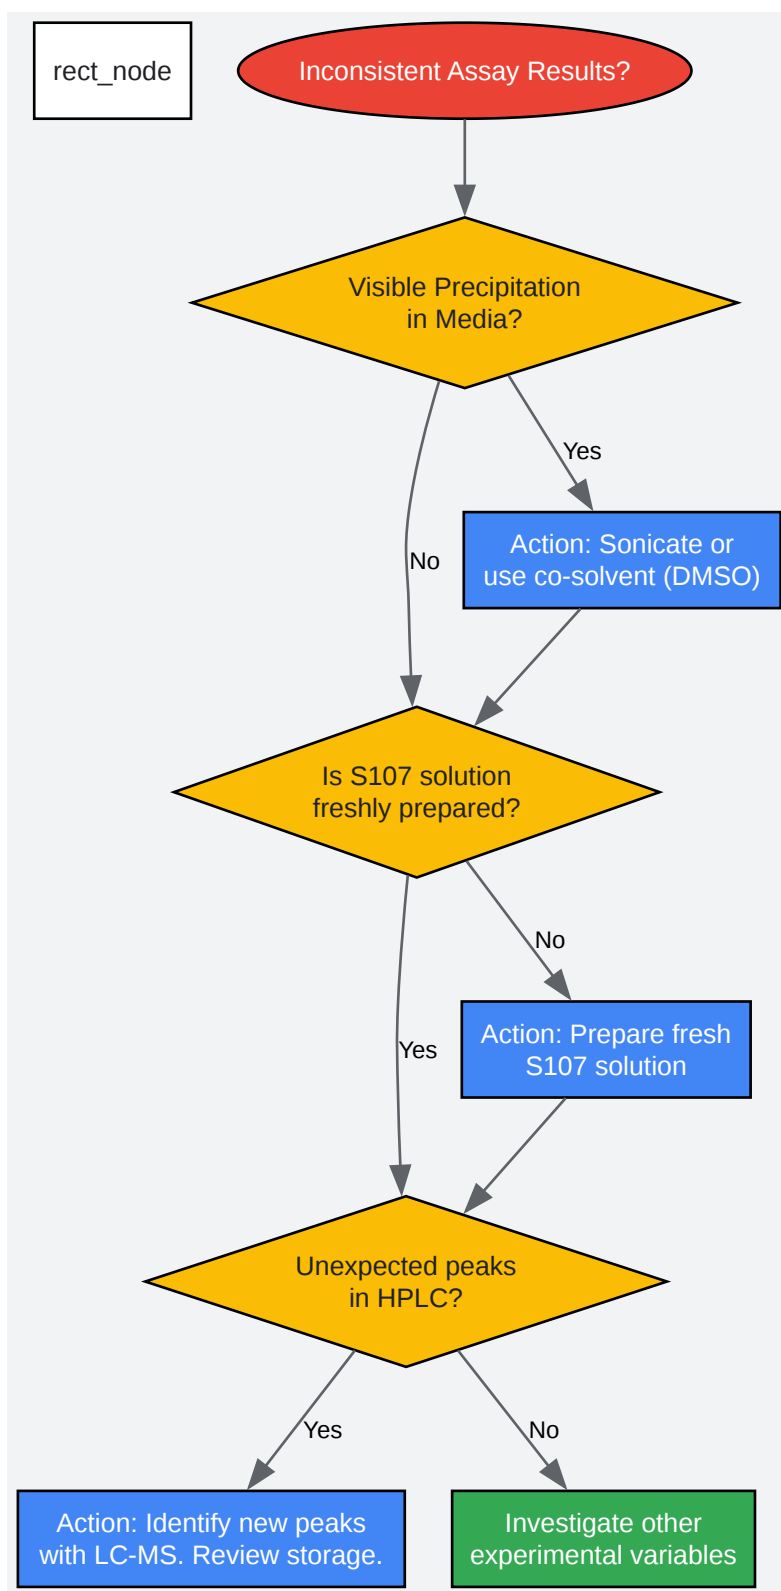 rect_node
Inconsistent Assay Results?
Visible Precipitation
in Media?
Yes
Action: Sonicate or
use co-solvent (DMSO)
No
Is S107 solution
freshly prepared?
No
Action: Prepare fresh
S107 solution
Yes
Unexpected peaks
in HPLC?
Yes
No
Action: Identify new peaks
with LC-MS. Review storage.
Investigate other
experimental variables